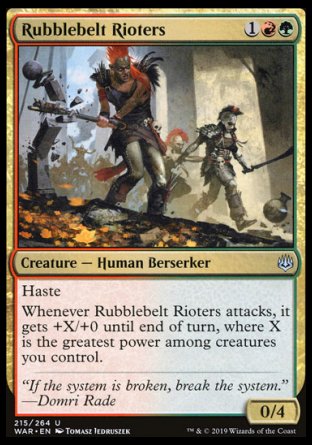 Rubblebelt Rioters 1
Creature — Human Berserker
Haste
Whenever Rubblebelt Rioters attacks, it
gets +X/+0 until end of turn, where X
is the greatest power among creatures
you control.
“If the system is broken, break the system.”
—Domri Rade
0/4
215/264 U
WAR • EN Tomasz Jedruszek
™ & © 2019 Wizards of the Coast